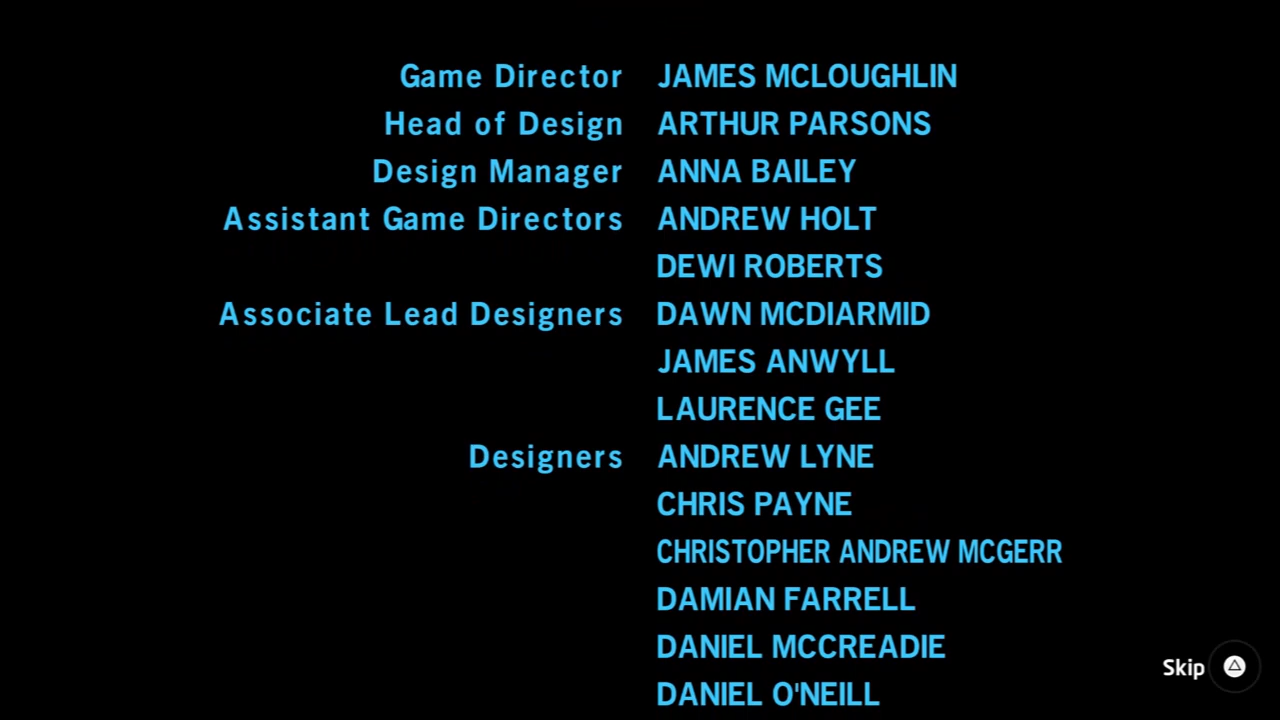 Game Director JAMES MCLOUGHLIN
Head of Design ARTHUR PARSONS
Design Manager ANNA BAILEY
Assistant Game Directors ANDREW HOLT
DEWI ROBERTS
Associate Lead Designers DAWN MCDIARMID
JAMES ANWYLL
LAURENCE GEE
Designers ANDREW LYNE
CHRIS PAYNE
CHRISTOPHER ANDREW MCGERR
DAMIAN FARRELL
DANIEL MCCREADIE
Skip
DANIEL O'NEILL